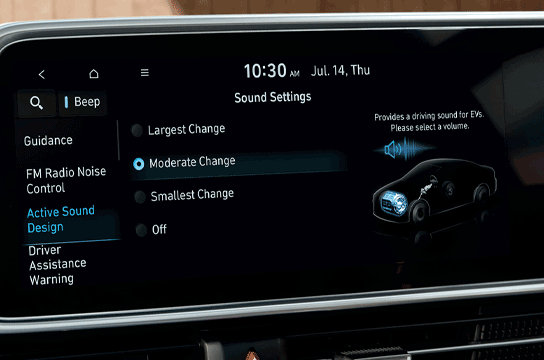 10:30 AM Jul. 14, Thu
Sound Settings
Beep
Guidance
FM Radio Noise
Control
Active Sound
Design
Driver
Assistance
Warning
Largest Change
Moderate Change
Smallest Change
Off
Provides a driving sound for EVs.
Please select a volume.